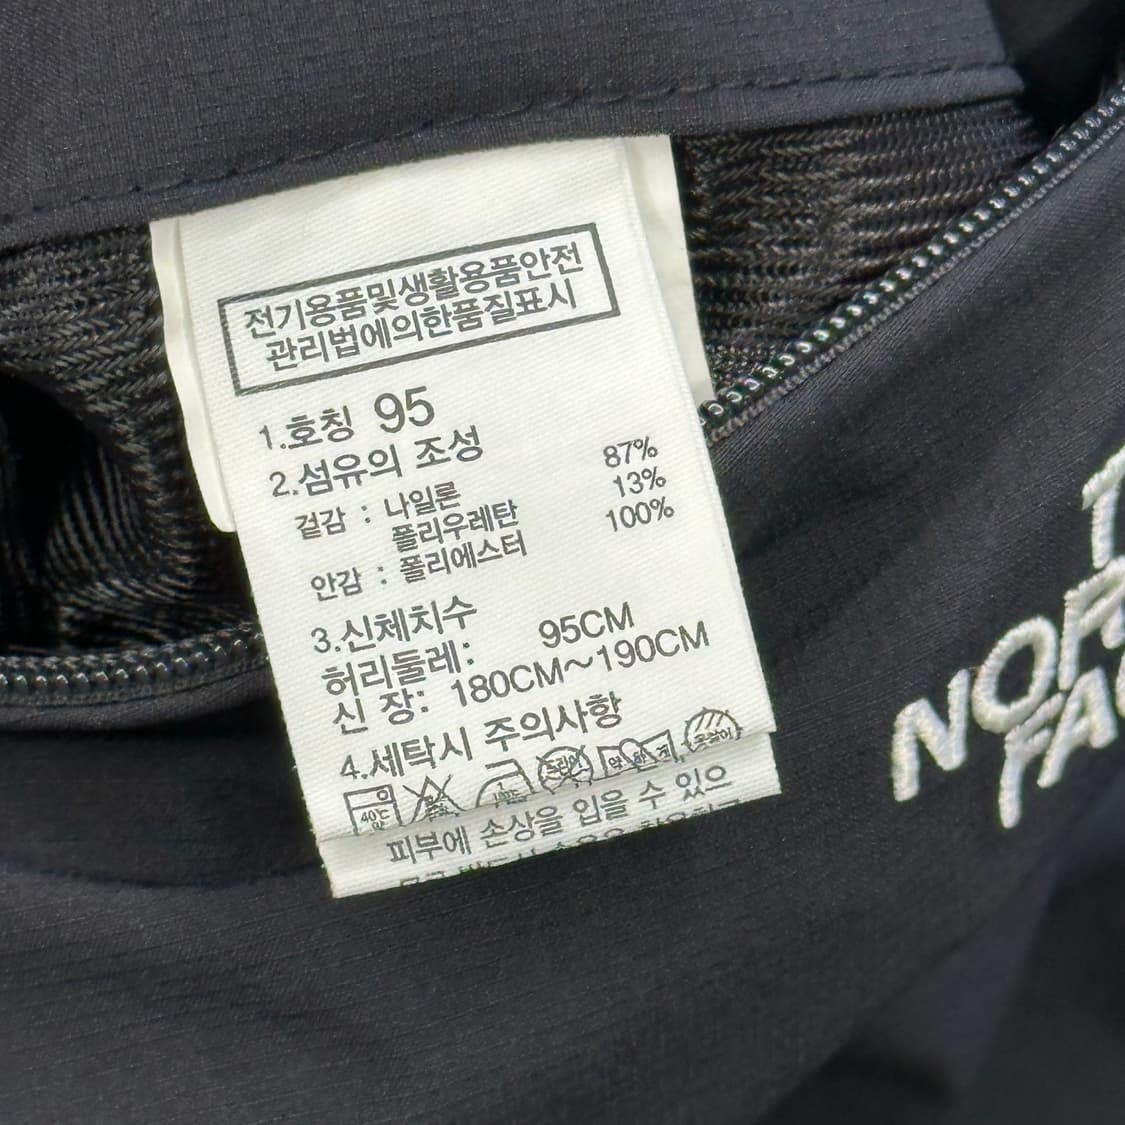 전기용품및생활용품안전
관리법에의한품질표시
1.호칭 95
2.섬유의 조성
겉감 : 나일론 87%
폴리우레탄 13%
안감 : 폴리에스터 100%
3.신체치수
허리둘레: 95CM
신 장: 180CM~190CM
4.세탁시 주의사항
40℃
피부에 손상을 입을 수 있으
NORTH